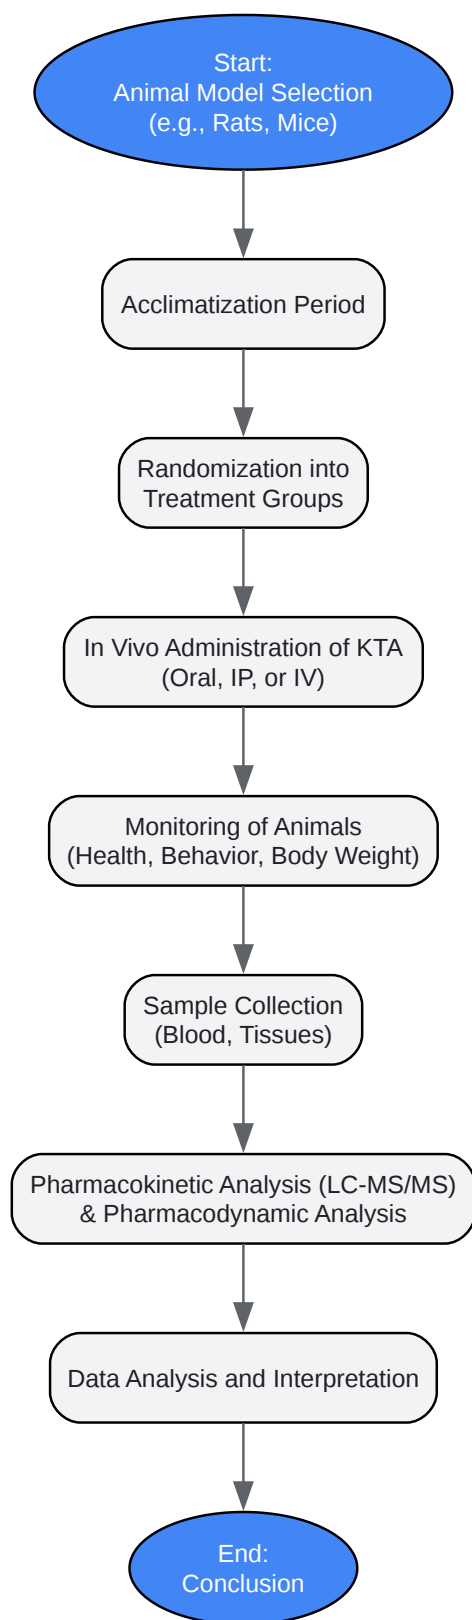 Start:
Animal Model Selection
(e.g., Rats, Mice)
Acclimatization Period
Randomization into
Treatment Groups
In Vivo Administration of KTA
(Oral, IP, or IV)
Monitoring of Animals
(Health, Behavior, Body Weight)
Sample Collection
(Blood, Tissues)
Pharmacokinetic Analysis (LC-MS/MS)
& Pharmacodynamic Analysis
Data Analysis and Interpretation
End:
Conclusion